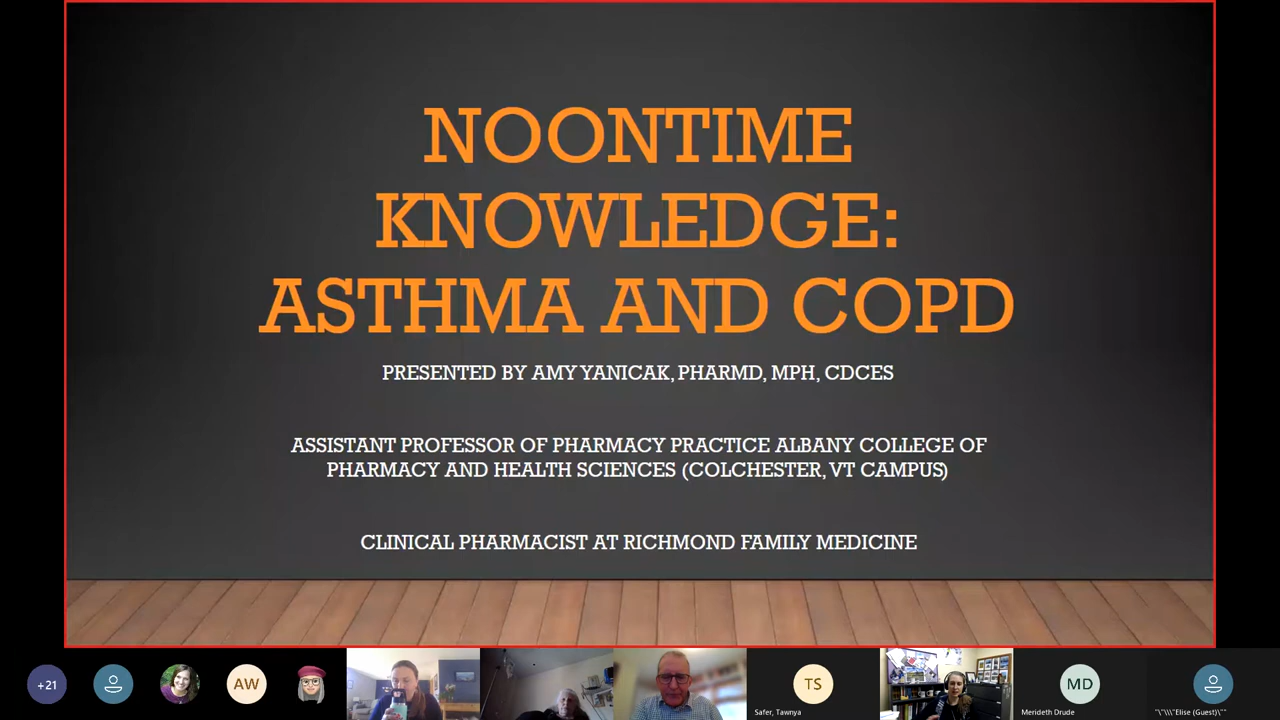 NOONTIME
KNOWLEDGE:
ASTHMA AND COPD
PRESENTED BY AMY YANICAK, PHARMD, MPH, CDCES
ASSISTANT PROFESSOR OF PHARMACY PRACTICE ALBANY COLLEGE OF
PHARMACY AND HEALTH SCIENCES (COLCHESTER, VT CAMPUS)
CLINICAL PHARMACIST AT RICHMOND FAMILY MEDICINE
+21
AW
TS
MD
Safer, Tawnya
Merideth Drude
"\"\\\"Elise (Guest)\""